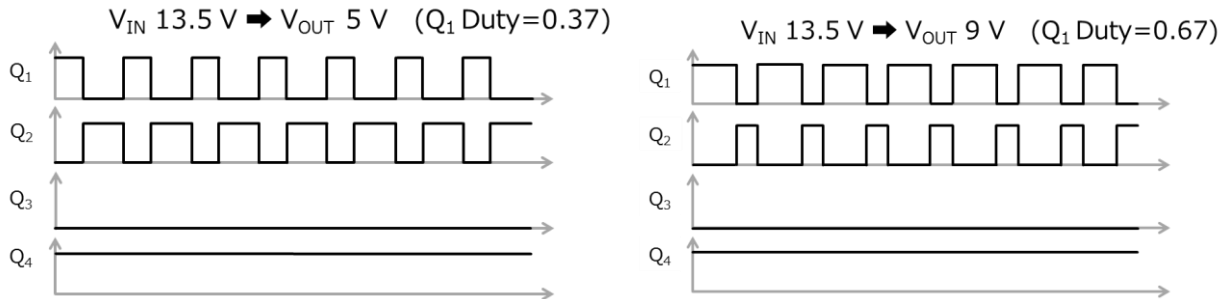 V_IN 13.5 V ➡ V_OUT 5 V (Q₁ Duty=0.37)
Q₁
Q₂
Q₃
Q₄
V_IN 13.5 V ➡ V_OUT 9 V (Q₁ Duty=0.67)
Q₁
Q₂
Q₃
Q₄